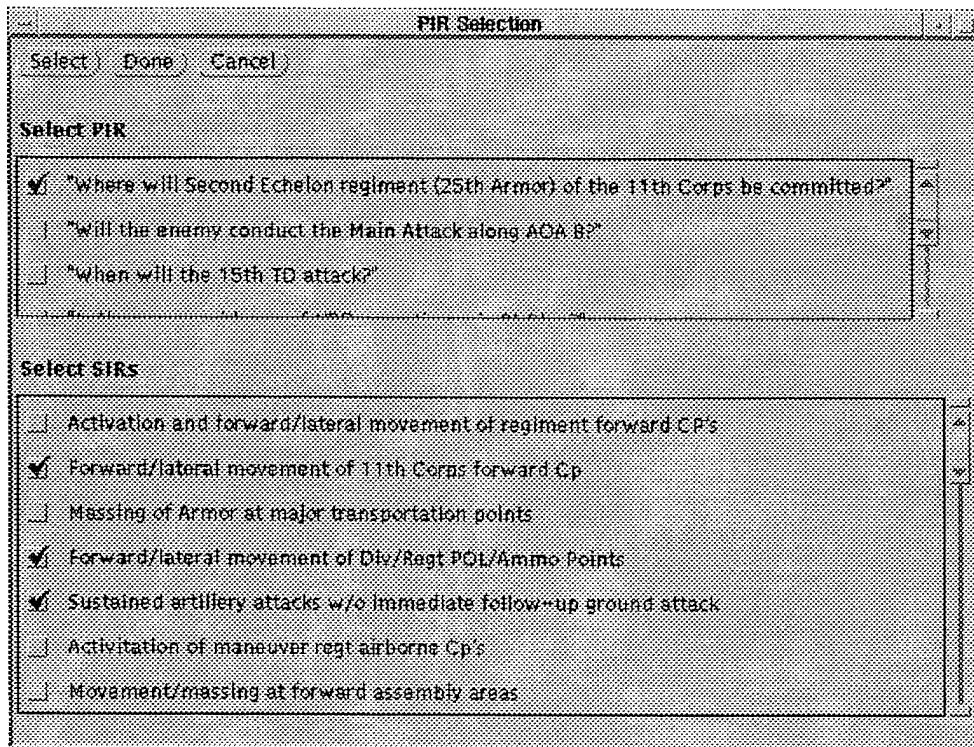 PIR Selection
Select Done Cancel
Select PIR
"Where will Second Echelon regiment (25th Armor) of the 11th Corps be committed?"
"Will the enemy conduct the Main Attack along AOA B?"
"When will the 15th TD attack?"
Select SIRs
Activation and forward/lateral movement of regiment forward CP's
Forward/lateral movement of 11th Corps forward Cp
Massing of Armor at major transportation points
Forward/lateral movement of Div/Regt POL/Ammo Points
Sustained artillery attacks w/o immediate follow-up ground attack
Activitation of maneuver regt airborne Cp's
Movement/massing at forward assembly areas